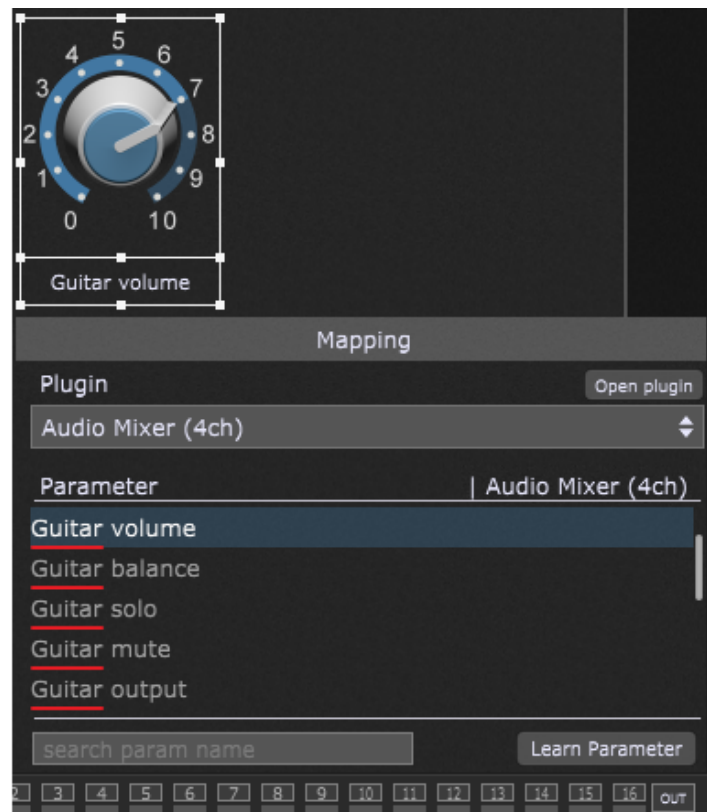 5
4 6
3 7
2 8
1 9
0 10
Guitar volume
Mapping
Plugin Open plugin
Audio Mixer (4ch)
Parameter | Audio Mixer (4ch)
Guitar volume
Guitar balance
Guitar solo
Guitar mute
Guitar output
search param name Learn Parameter
2 3 4 5 6 7 8 9 10 11 12 13 14 15 16 OUT